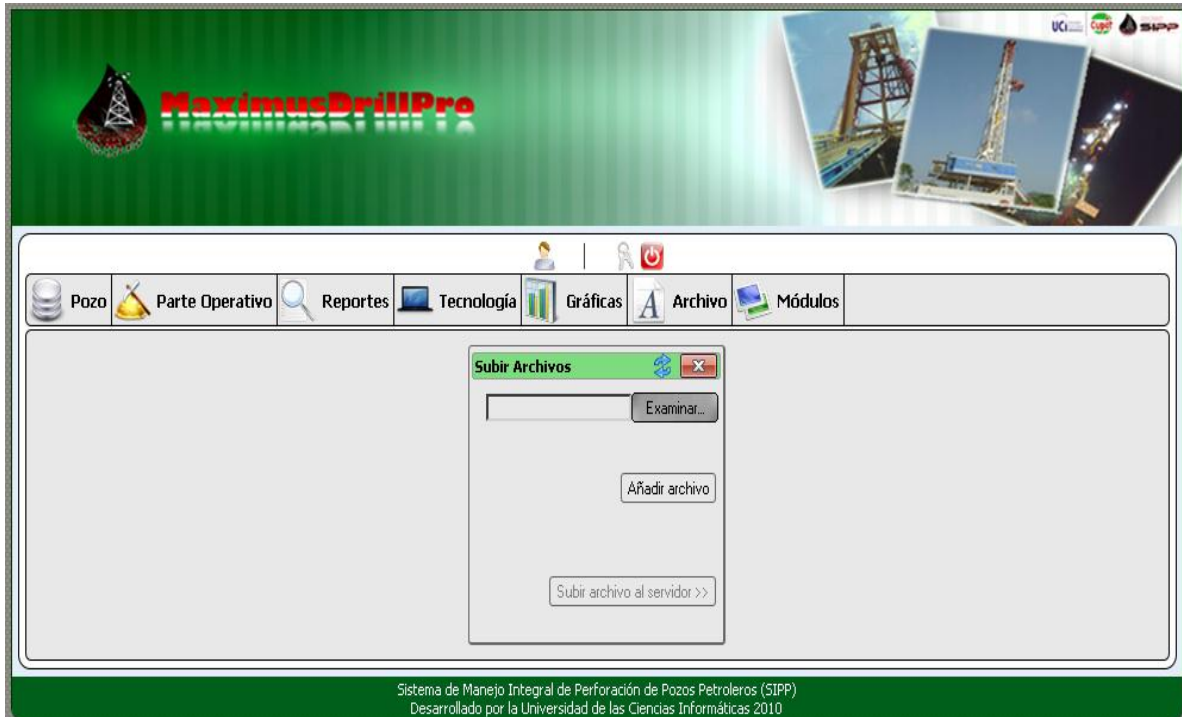 UCi Cupet SIPP
MaximusDrillPro
Pozo Parte Operativo Reportes Tecnología Gráficas Archivo Módulos
Subir Archivos
Examinar...
Añadir archivo
Subir archivo al servidor >>
Sistema de Manejo Integral de Perforación de Pozos Petroleros (SIPP)
Desarrollado por la Universidad de las Ciencias Informáticas 2010